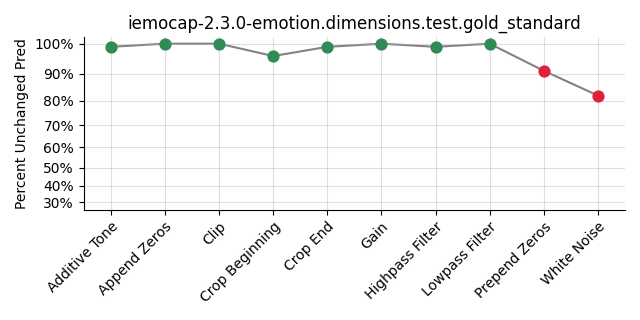 iemocap-2.3.0-emotion.dimensions.test.gold_standard
Percent Unchanged Pred
100%
90%
80%
70%
60%
50%
40%
30%
Additive Tone
Append Zeros
Clip
Crop Beginning
Crop End
Gain
Highpass Filter
Lowpass Filter
Prepend Zeros
White Noise